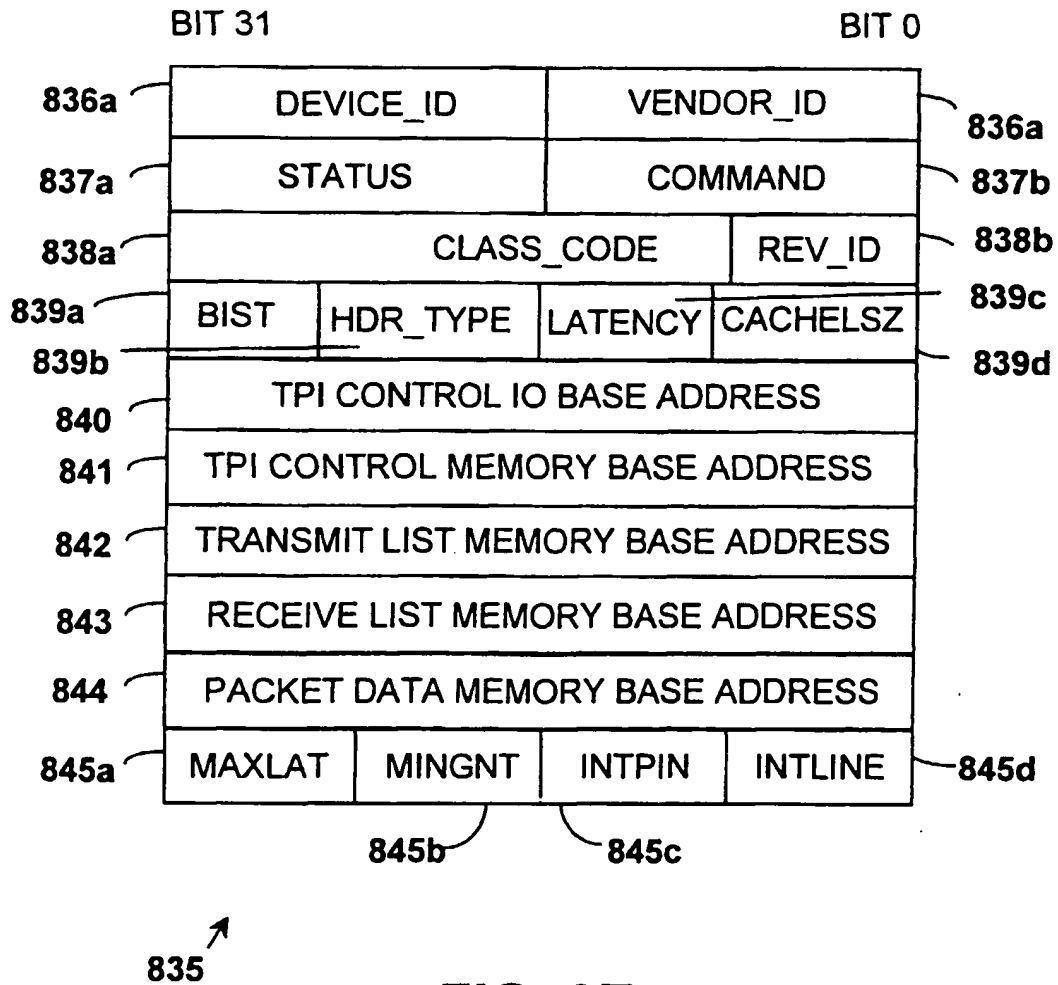 BIT 31 BIT 0
836a DEVICE_ID VENDOR_ID 836a
837a STATUS COMMAND 837b
838a CLASS_CODE REV_ID 838b
839a BIST HDR_TYPE LATENCY CACHELSZ 839c
839b 839d
840 TPI CONTROL IO BASE ADDRESS
841 TPI CONTROL MEMORY BASE ADDRESS
842 TRANSMIT LIST MEMORY BASE ADDRESS
843 RECEIVE LIST MEMORY BASE ADDRESS
844 PACKET DATA MEMORY BASE ADDRESS
845a MAXLAT MINGNT INTPIN INTLINE 845d
845b 845c
835